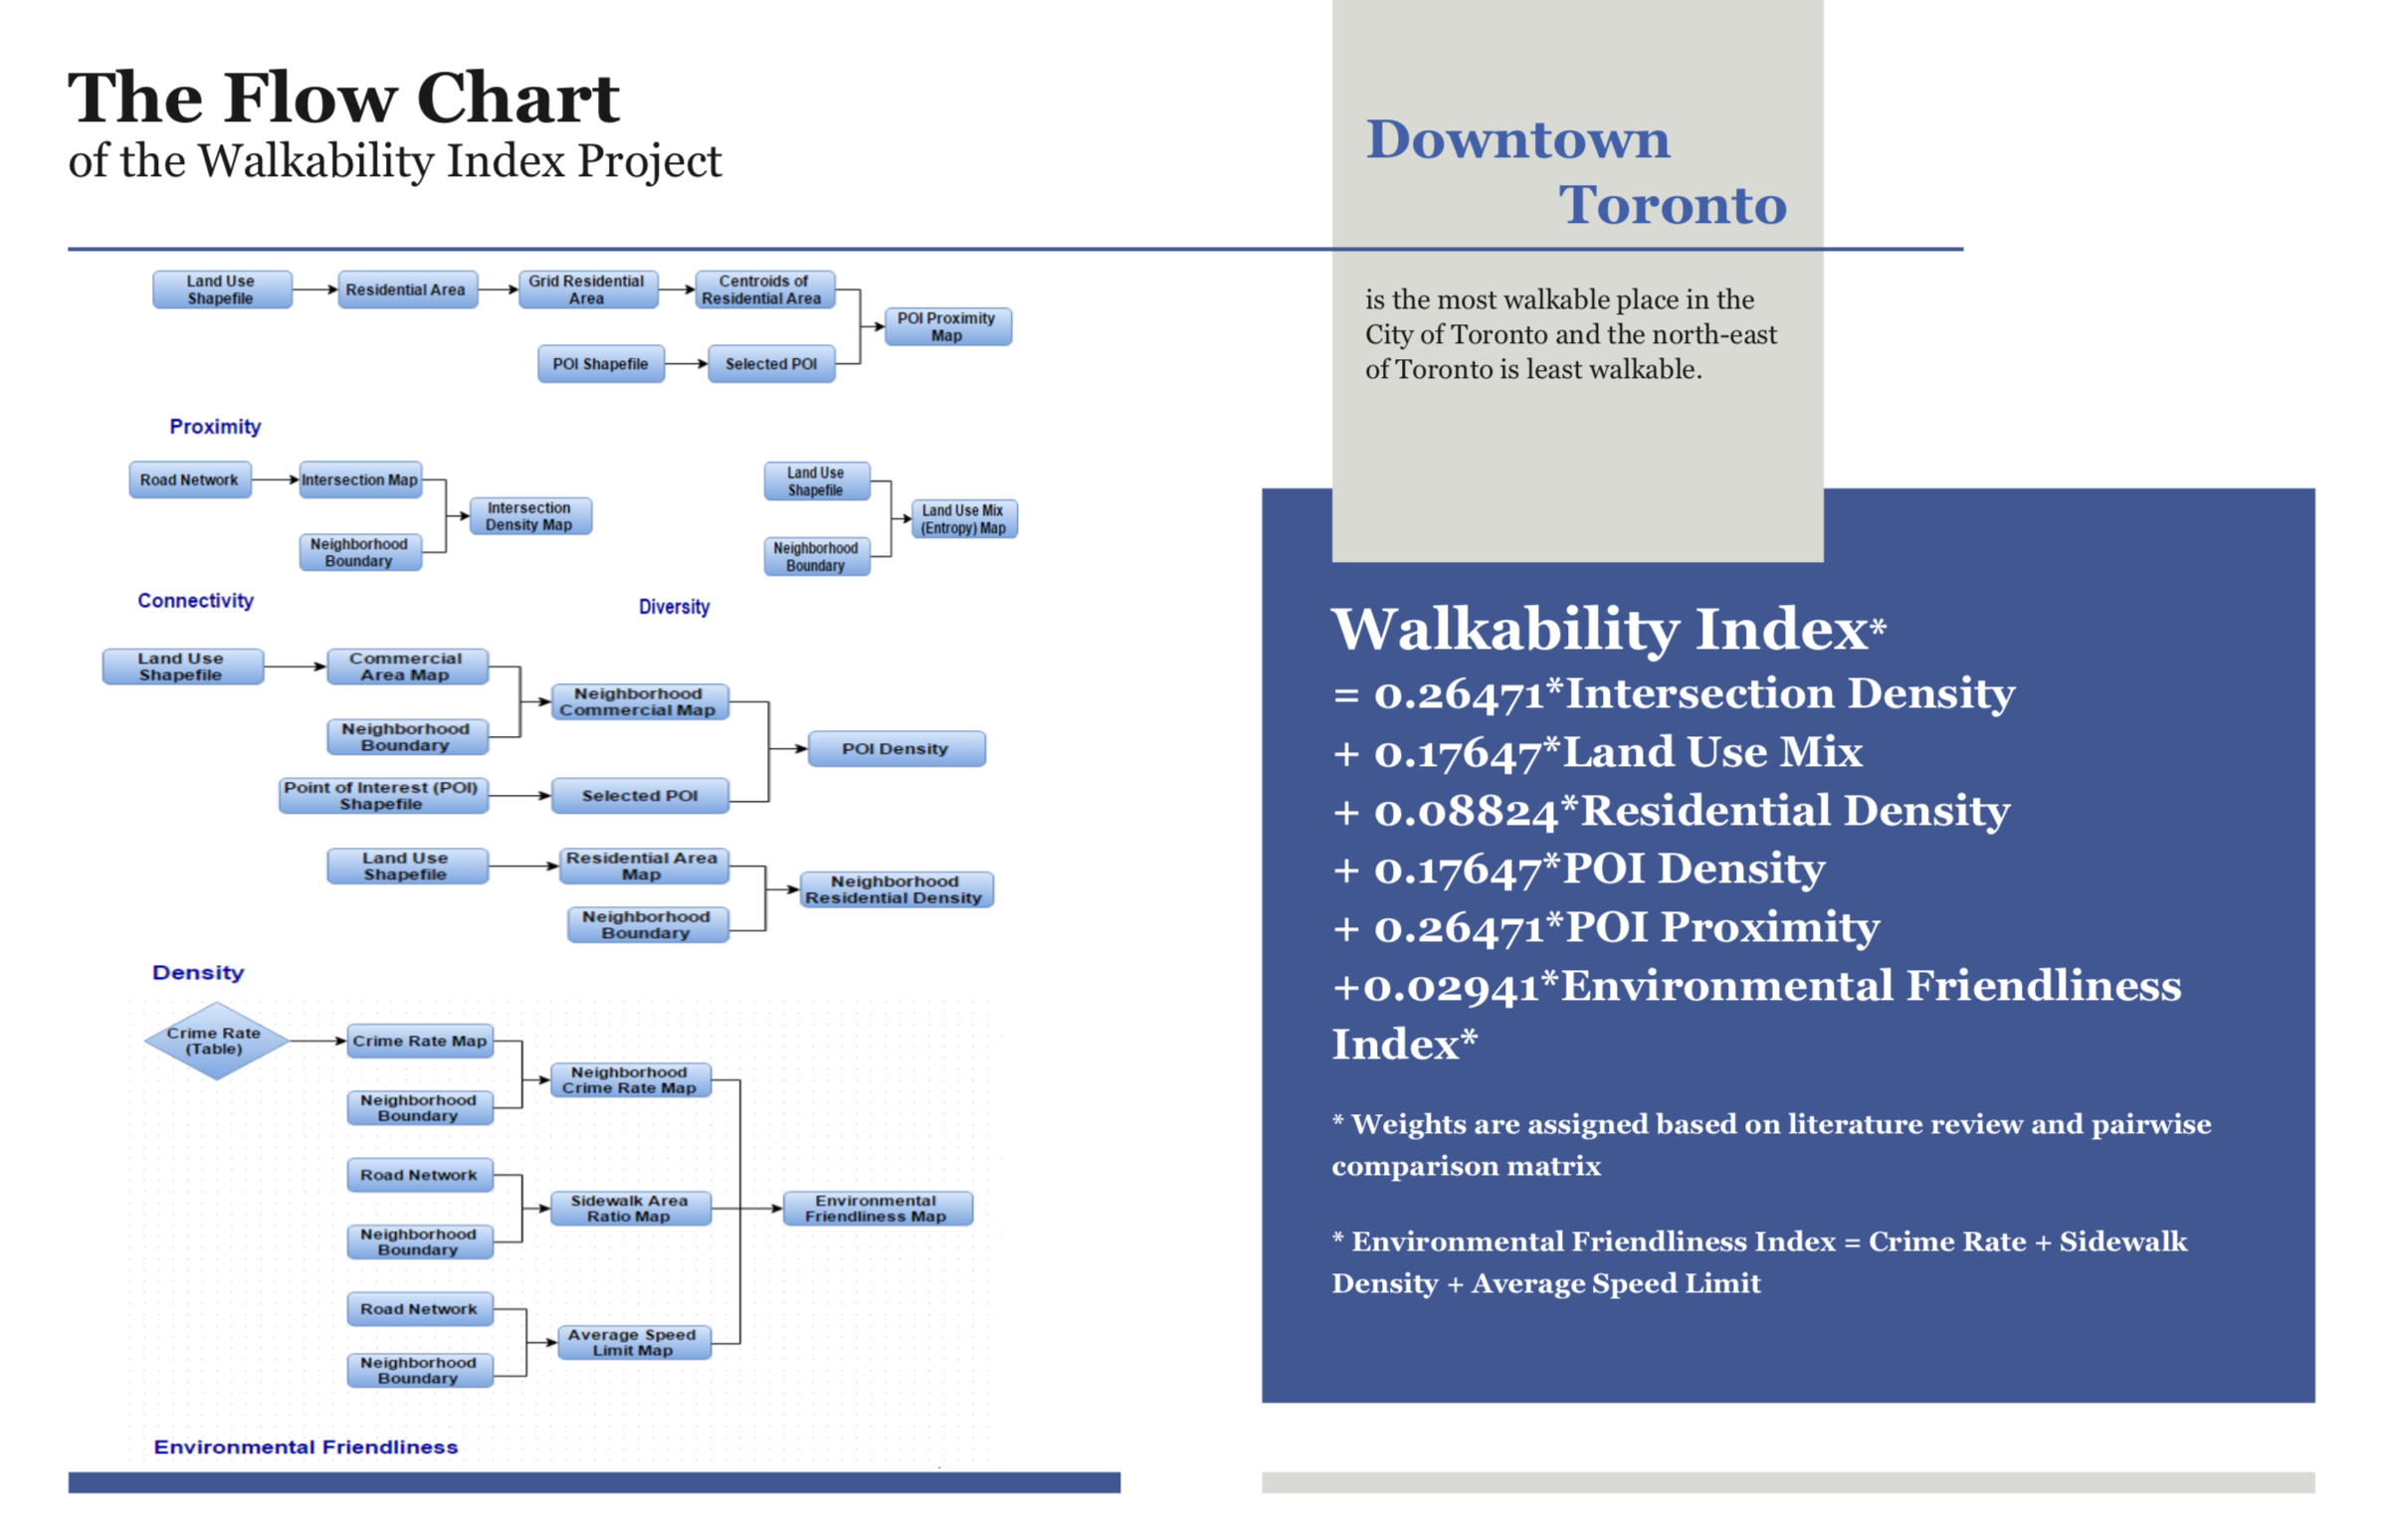 The Flow Chart
of the Walkability Index Project
Land Use
Shapefile
Residential Area
Grid Residential
Area
Centroids of
Residential Area
POI Proximity
Map
POI Shapefile
Selected POI
Proximity
Road Network
Intersection Map
Intersection
Density Map
Neighborhood
Boundary
Connectivity
Land Use
Shapefile
Land Use Mix
(Entropy) Map
Neighborhood
Boundary
Diversity
Land Use
Shapefile
Commercial
Area Map
Neighborhood
Commercial Map
Neighborhood
Boundary
POI Density
Point of Interest (POI)
Shapefile
Selected POI
Land Use
Shapefile
Residential Area
Map
Neighborhood
Residential Density
Neighborhood
Boundary
Density
Crime Rate
(Table)
Crime Rate Map
Neighborhood
Crime Rate Map
Neighborhood
Boundary
Road Network
Sidewalk Area
Ratio Map
Environmental
Friendliness Map
Neighborhood
Boundary
Road Network
Average Speed
Limit Map
Neighborhood
Boundary
Environmental Friendliness
Downtown
Toronto
is the most walkable place in the
City of Toronto and the north-east
of Toronto is least walkable.
Walkability Index*
= 0.26471*Intersection Density
+ 0.17647*Land Use Mix
+ 0.08824*Residential Density
+ 0.17647*POI Density
+ 0.26471*POI Proximity
+0.02941*Environmental Friendliness
Index*
* Weights are assigned based on literature review and pairwise
comparison matrix
* Environmental Friendliness Index = Crime Rate + Sidewalk
Density + Average Speed Limit